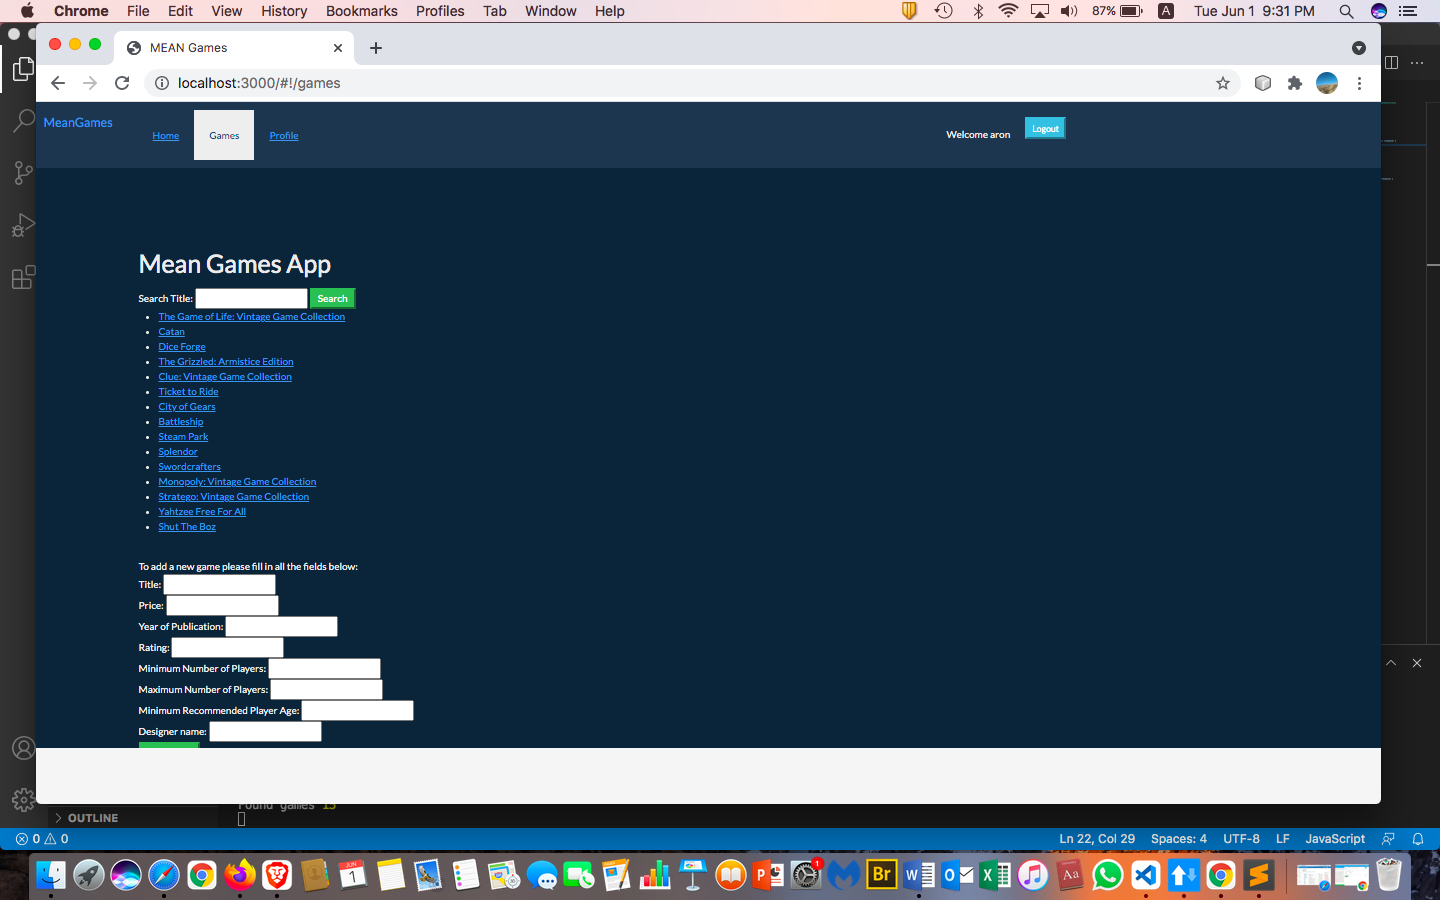 Chrome File Edit View History Bookmarks Profiles Tab Window Help 87% A Tue Jun 1 9:31 PM
MEAN Games
localhost:3000/#!/games
MeanGames Home Games Profile Welcome aron Logout
Mean Games App
Search Title: Search
The Game of Life: Vintage Game Collection
Catan
Dice Forge
The Grizzled: Armistice Edition
Clue: Vintage Game Collection
Ticket to Ride
City of Gears
Battleship
Steam Park
Splendor
Swordcrafters
Monopoly: Vintage Game Collection
Stratego: Vintage Game Collection
Yahtzee Free For All
Shut The Boz
To add a new game please fill in all the fields below:
Title:
Price:
Year of Publication:
Rating:
Minimum Number of Players:
Maximum Number of Players:
Minimum Recommended Player Age:
Designer name:
Found games 15
OUTLINE
0 0 Ln 22, Col 29 Spaces: 4 UTF-8 LF JavaScript
JUN 1 P 1 Br W O X Aa S